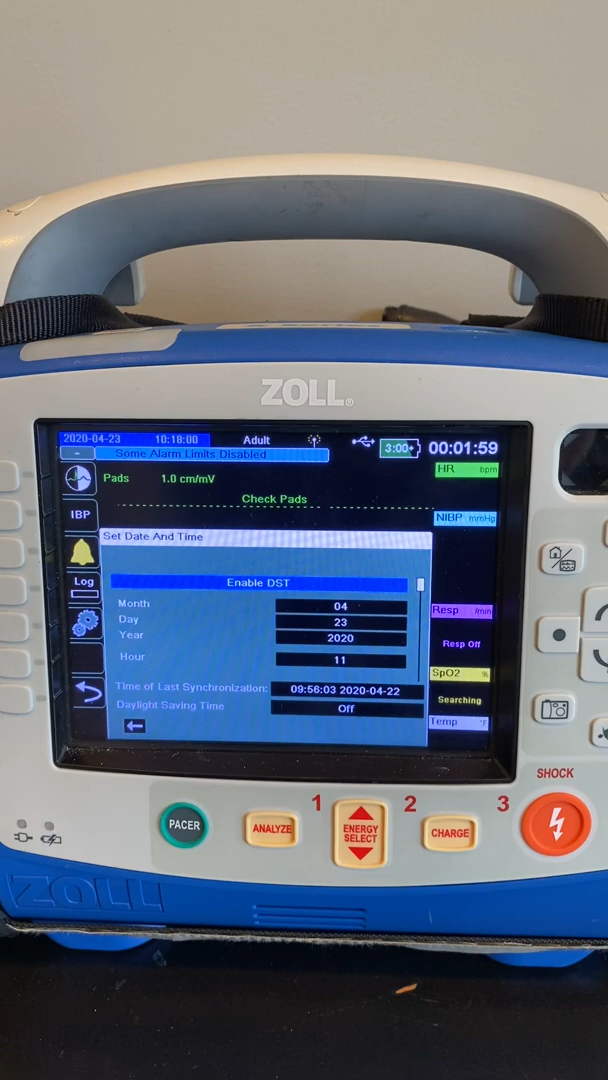 ZOLL®
2020-04-23 10:18:00 Adult 3:00 00:01:59
Some Alarm Limits Disabled
HR bpm
Pads 1.0 cm/mV
Check Pads
IBP
NIBP mmHg
Set Date And Time
Log
Enable DST
Month 04
Day 23
Year 2020
Hour 11
Resp /min
Resp Off
SpO2 %
Time of Last Synchronization: 09:56:03 2020-04-22
Searching
Daylight Saving Time Off
Temp °F
SHOCK
1 2 3
PACER
ANALYZE
ENERGY
SELECT
CHARGE
ZOLL